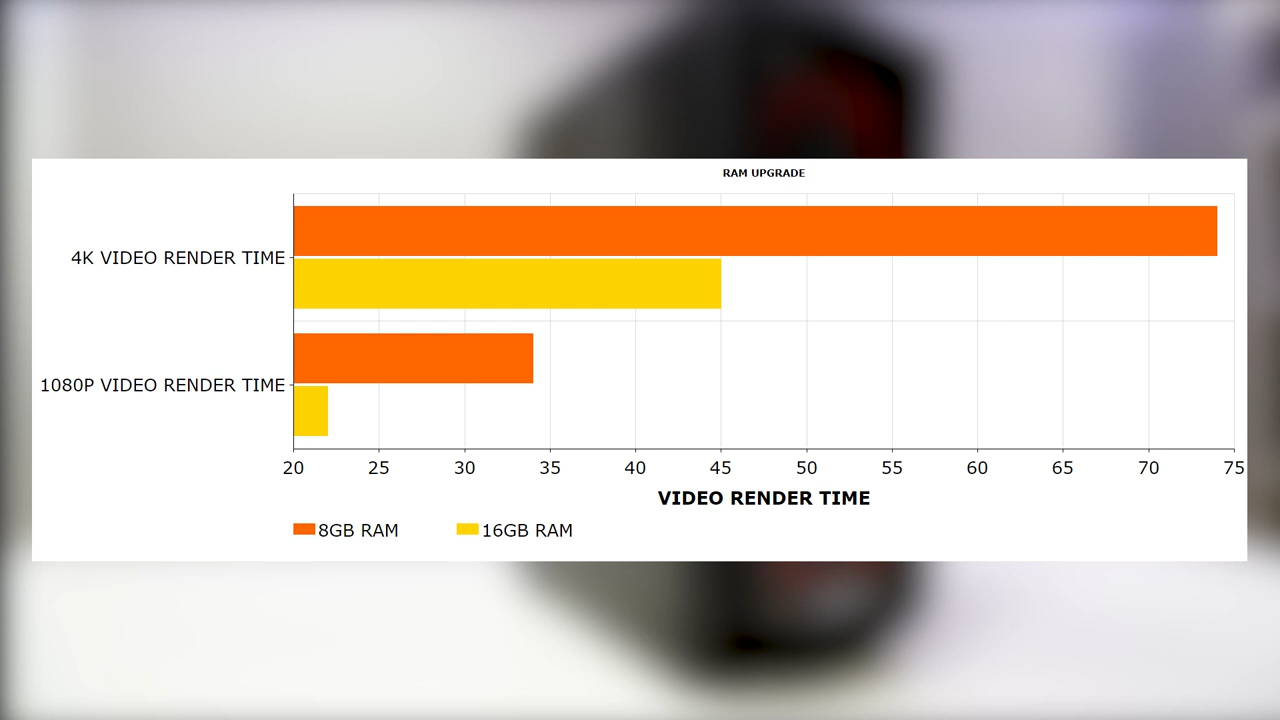 RAM UPGRADE
4K VIDEO RENDER TIME
1080P VIDEO RENDER TIME
20 25 30 35 40 45 50 55 60 65 70 75
VIDEO RENDER TIME
8GB RAM 16GB RAM